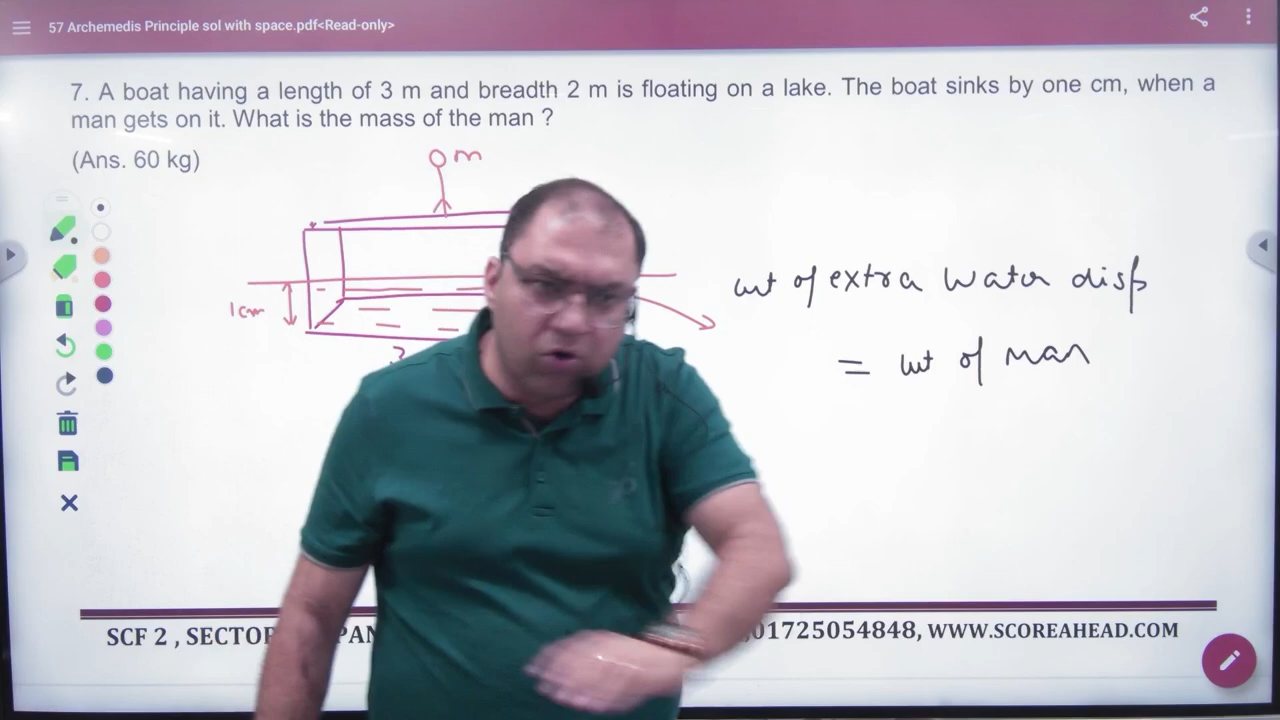 57 Archemedis Principle sol with space.pdf<Read-only>
7. A boat having a length of 3 m and breadth 2 m is floating on a lake. The boat sinks by one cm, when a
man gets on it. What is the mass of the man ?
(Ans. 60 kg)
m
1cm
3
wt of extra water disp
= wt of man
SCF 2 , SECTOR 01725054848, WWW.SCOREAHEAD.COM